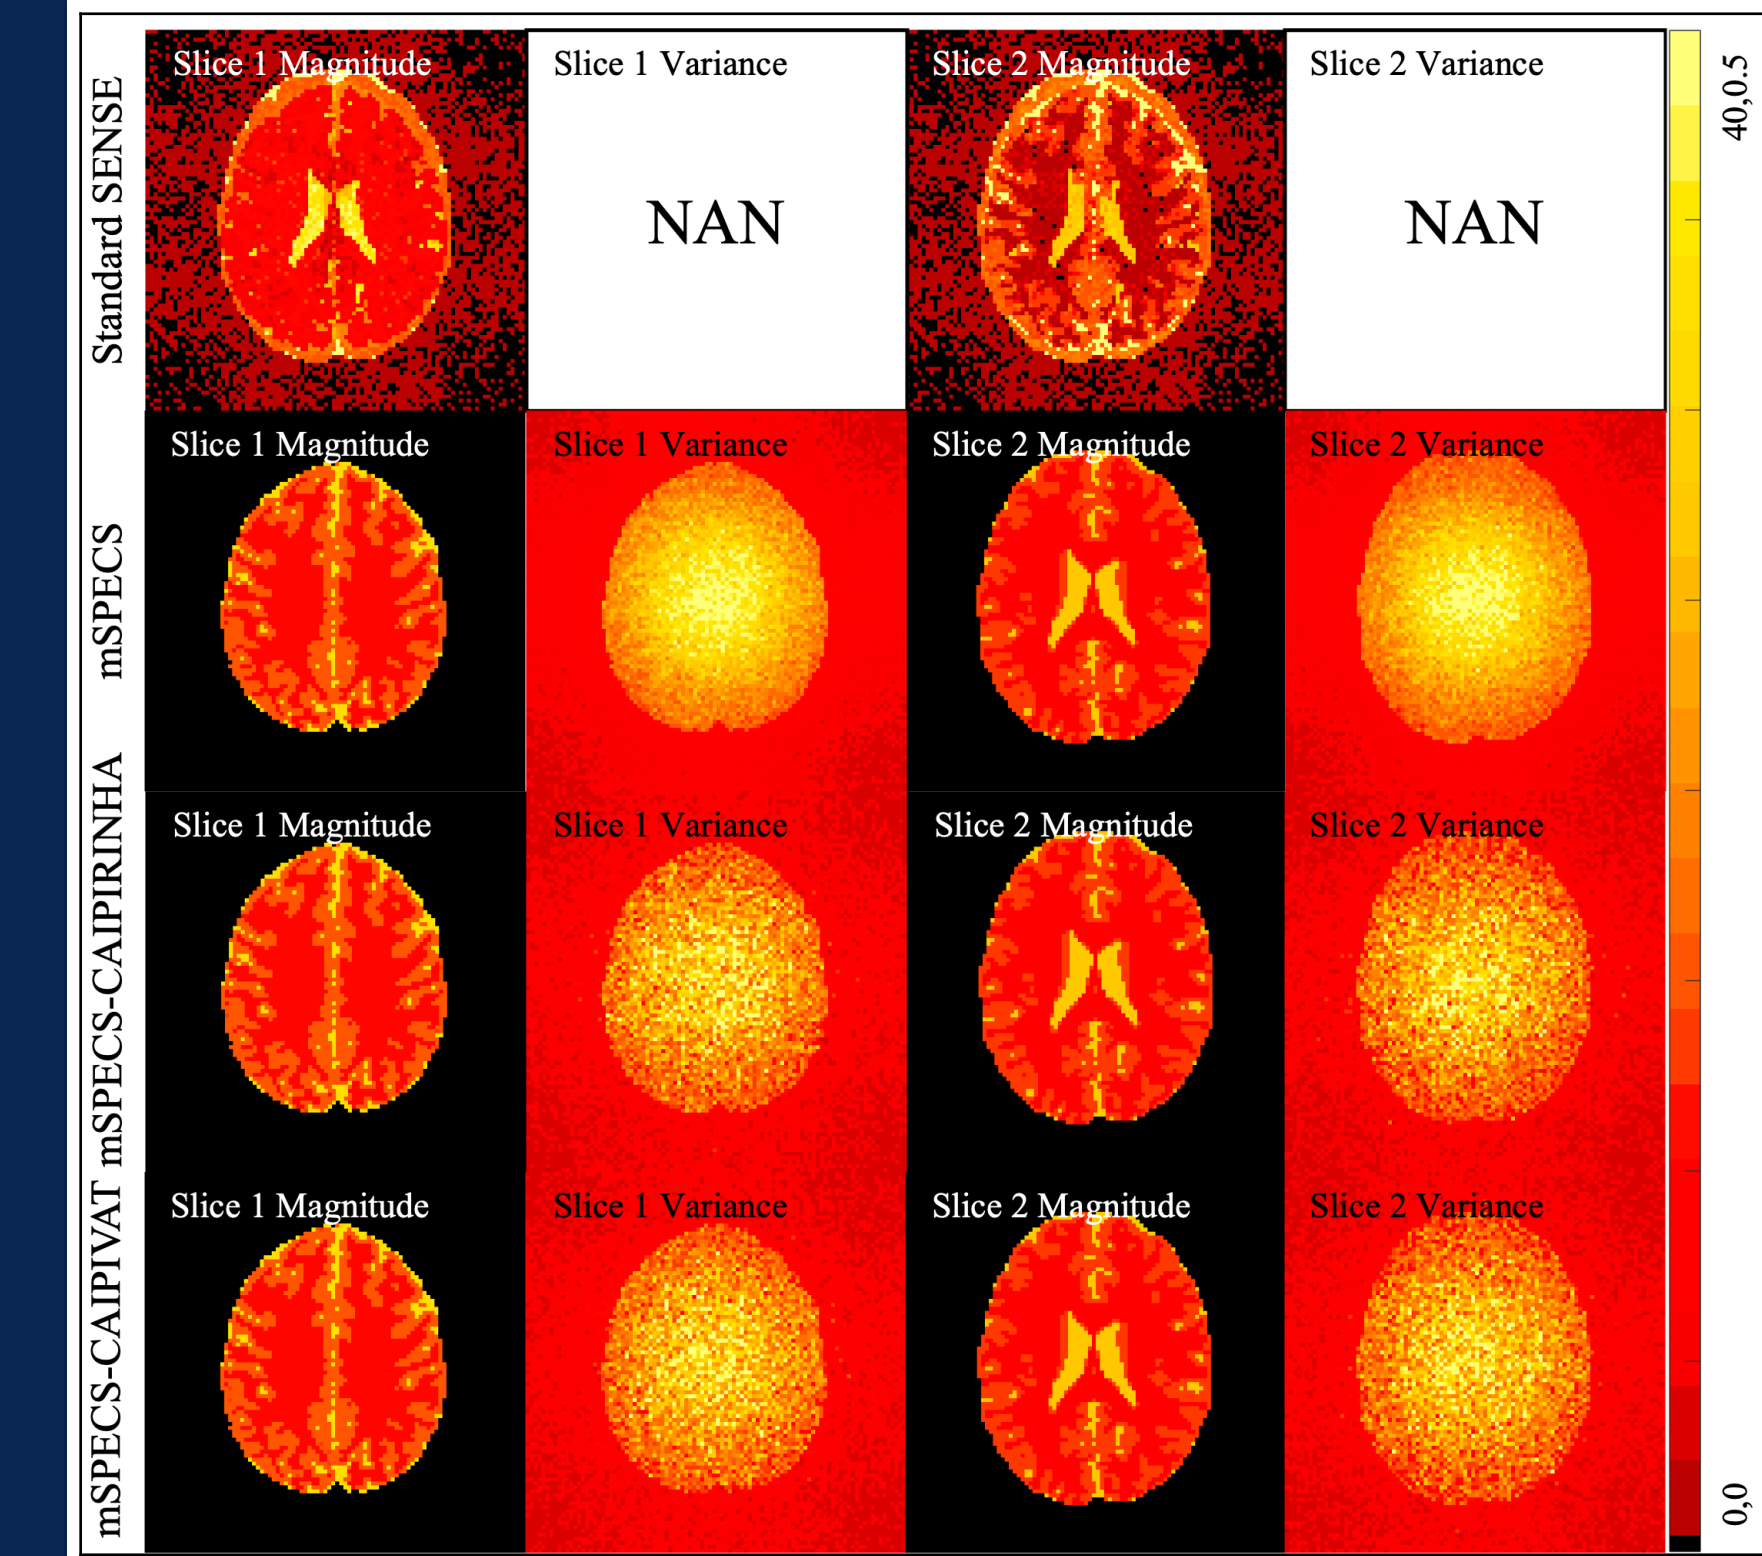 Standard SENSE
Slice 1 Magnitude
Slice 1 Variance
NAN
Slice 2 Magnitude
Slice 2 Variance
NAN
40,0.5
mSPECS
Slice 1 Magnitude
Slice 1 Variance
Slice 2 Magnitude
Slice 2 Variance
mSPECS-CAIPIRINHA
Slice 1 Magnitude
Slice 1 Variance
Slice 2 Magnitude
Slice 2 Variance
mSPECS-CAIPIVAT
Slice 1 Magnitude
Slice 1 Variance
Slice 2 Magnitude
Slice 2 Variance
0,0